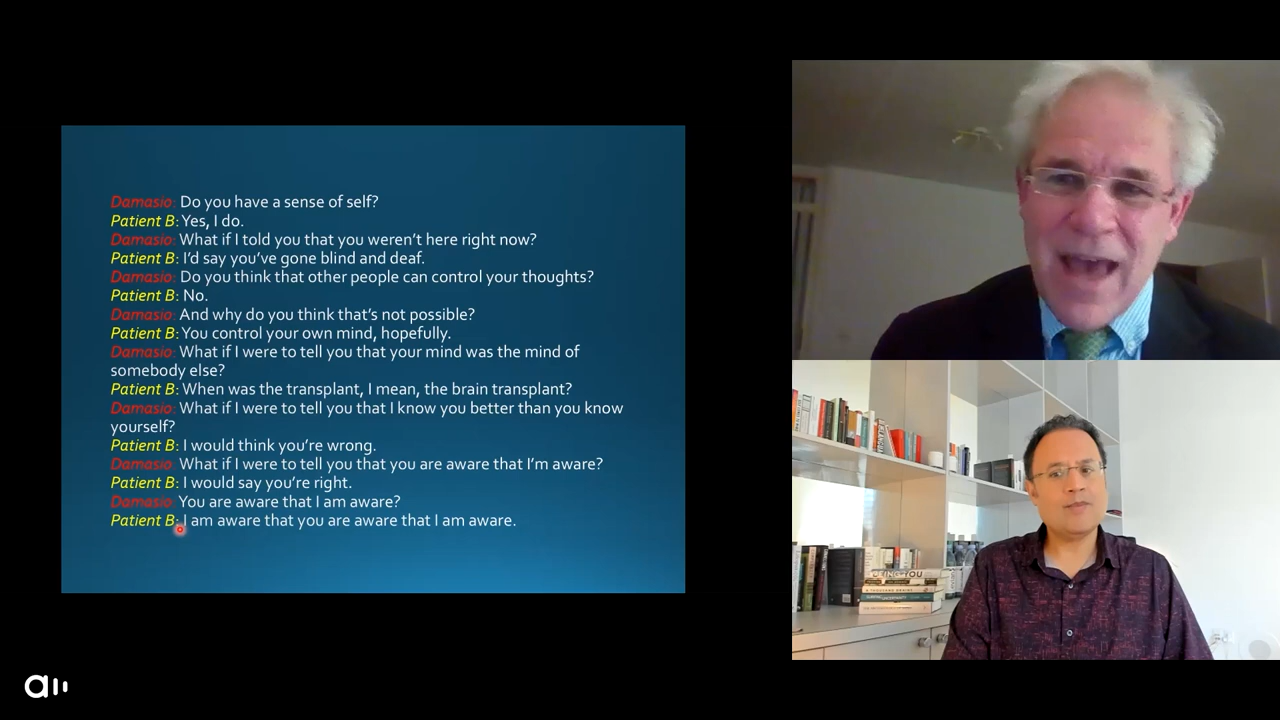 Damasio: Do you have a sense of self?
Patient B: Yes, I do.
Damasio: What if I told you that you weren't here right now?
Patient B: I'd say you've gone blind and deaf.
Damasio: Do you think that other people can control your thoughts?
Patient B: No.
Damasio: And why do you think that's not possible?
Patient B: You control your own mind, hopefully.
Damasio: What if I were to tell you that your mind was the mind of
somebody else?
Patient B: When was the transplant, I mean, the brain transplant?
Damasio: What if I were to tell you that I know you better than you know
yourself?
Patient B: I would think you're wrong.
Damasio: What if I were to tell you that you are aware that I'm aware?
Patient B: I would say you're right.
Damasio: You are aware that I am aware?
Patient B: I am aware that you are aware that I am aware.